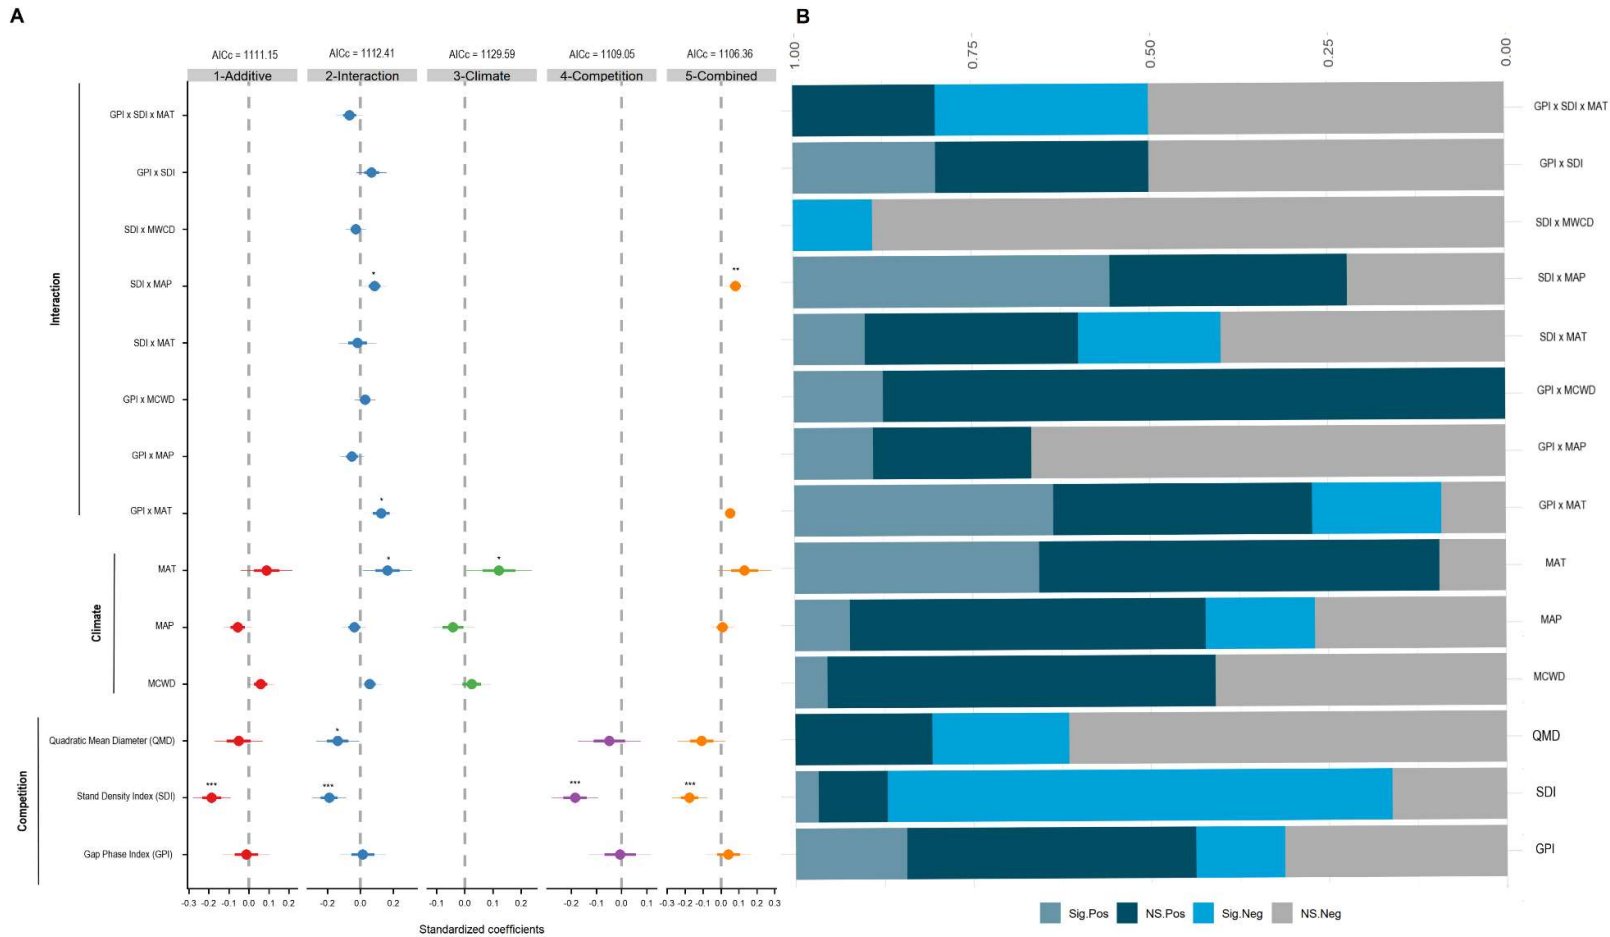 A
B
AICc = 1111.15
AICc = 1112.41
AICc = 1129.59
AICc = 1109.05
AICc = 1106.36
1-Additive
2-Interaction
3-Climate
4-Competition
5-Combined
1.00
0.75
0.50
0.25
0.00
Interaction
Climate
Competition
GPI x SDI x MAT
GPI x SDI
SDI x MWCD
SDI x MAP
* **
SDI x MAT
GPI x MCWD
GPI x MAP
GPI x MAT
*
MAT
* *
MAP
MCWD
Quadratic Mean Diameter (QMD)
*
Stand Density Index (SDI)
*** *** *** ***
Gap Phase Index (GPI)
-0.3 -0.2 -0.1 0.0 0.1 0.2
-0.2 0.0 0.2
-0.3 -0.2 -0.1 0.0 0.1 0.2
-0.2 -0.1 0.0 0.1
-0.3 -0.2 -0.1 0.0 0.1 0.2 0.3
Standardized coefficients
GPI x SDI x MAT
GPI x SDI
SDI x MWCD
SDI x MAP
SDI x MAT
GPI x MCWD
GPI x MAP
GPI x MAT
MAT
MAP
MCWD
QMD
SDI
GPI
Sig.Pos NS.Pos Sig.Neg NS.Neg